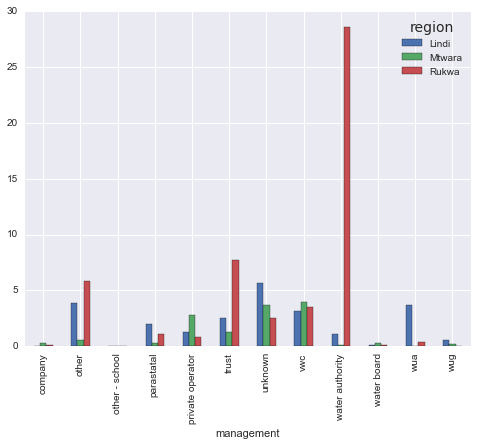 30
25
20
15
10
5
0
region
Lindi
Mtwara
Rukwa
company
other
other - school
parastatal
private operator
trust
unknown
vwc
water authority
water board
wua
wug
management